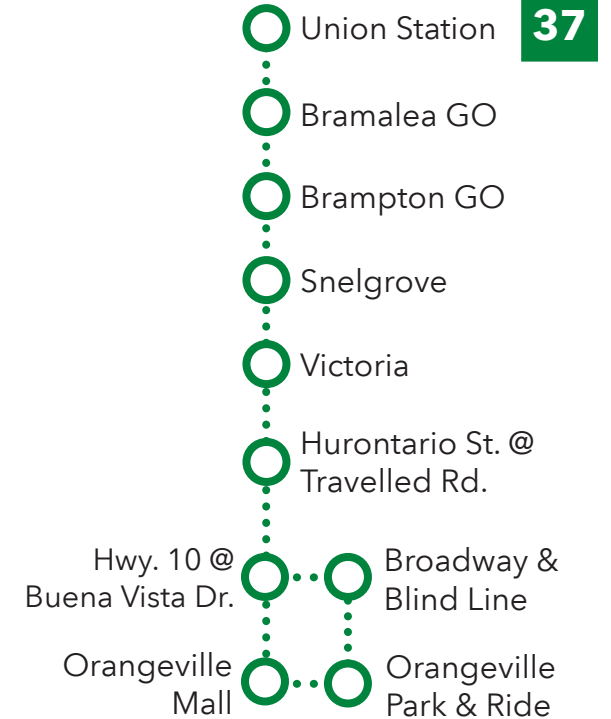 Union Station
37
Bramalea GO
Brampton GO
Snelgrove
Victoria
Hurontario St. @
Travelled Rd.
Hwy. 10 @
Buena Vista Dr.
Broadway &
Blind Line
Orangeville
Mall
Orangeville
Park & Ride